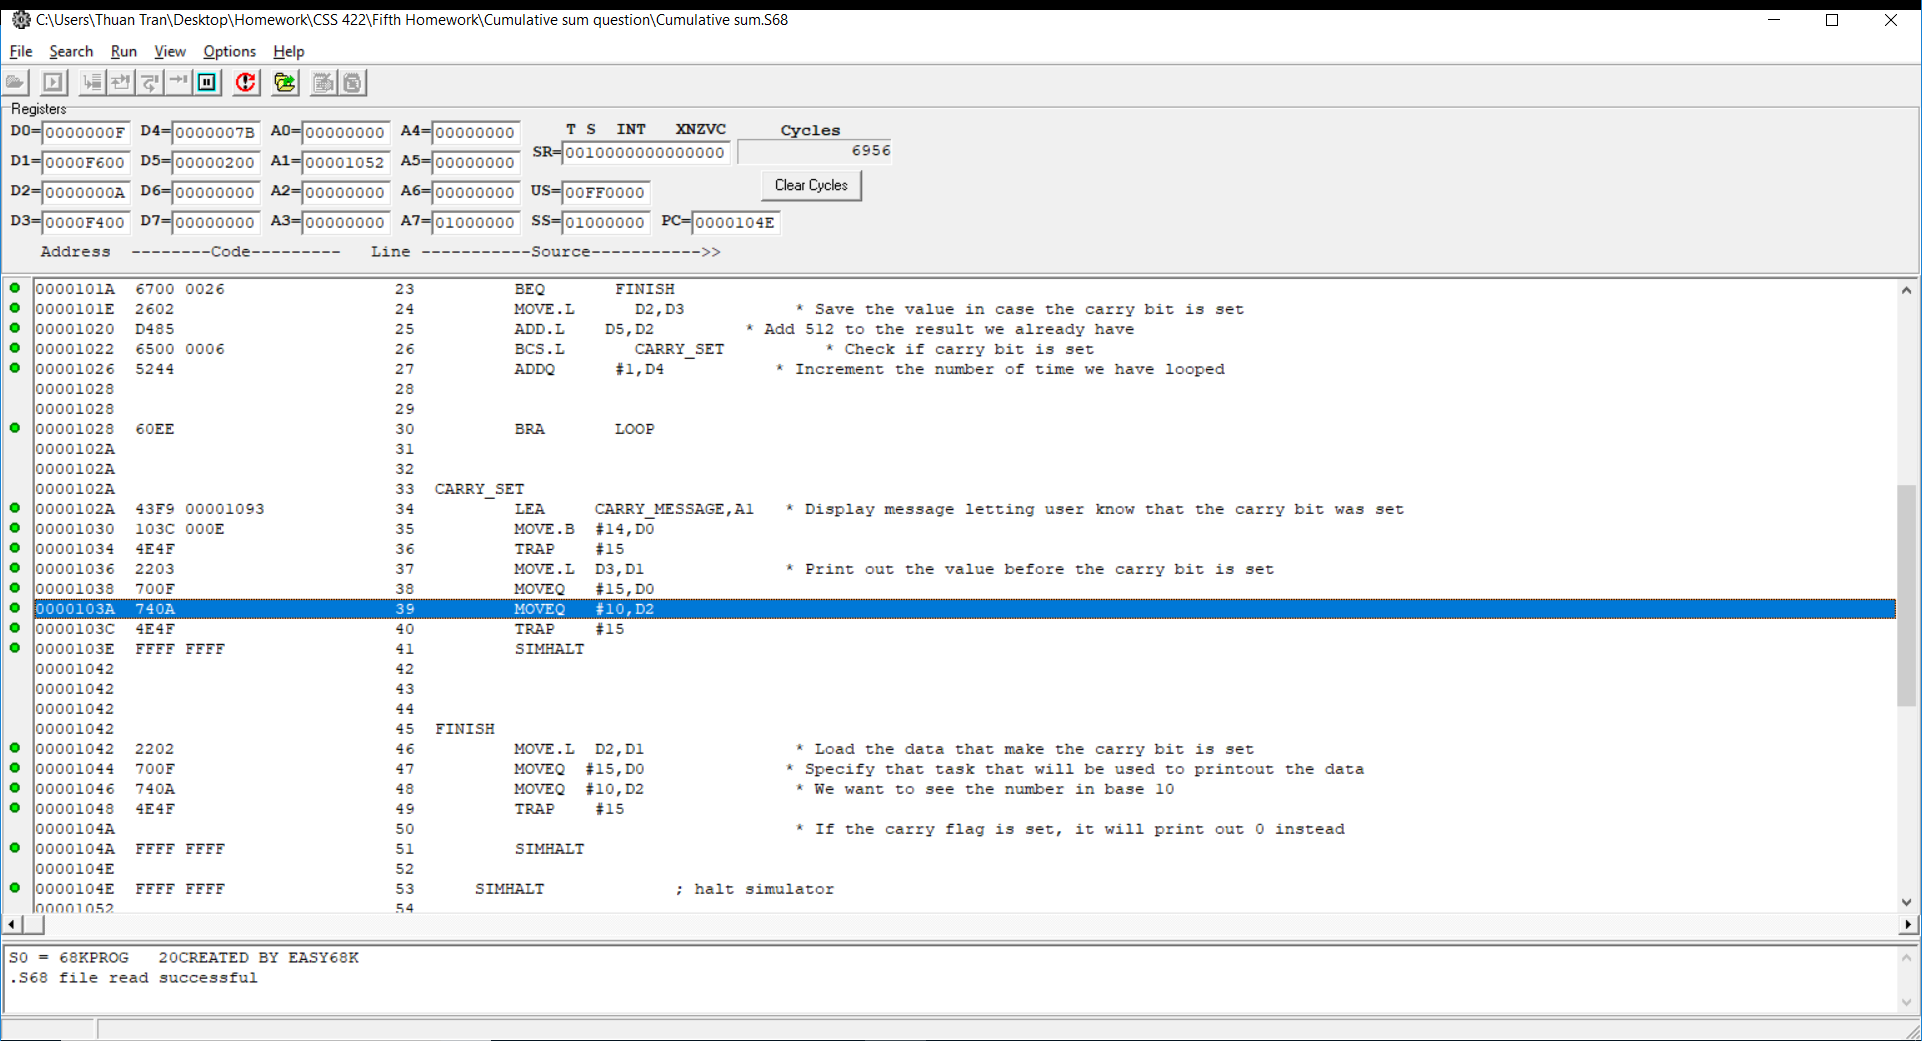 C:\Users\Thuan Tran\Desktop\Homework\CSS 422\Fifth Homework\Cumulative sum question\Cumulative sum.S68
File Search Run View Options Help
Registers
D0= 0000000F D4= 0000007B A0= 00000000 A4= 00000000 T S INT XNZVC Cycles
D1= 0000F600 D5= 00000200 A1= 00001052 A5= 00000000 SR= 0010000000000000 6956
D2= 0000000A D6= 00000000 A2= 00000000 A6= 00000000 US= 00FF0000 Clear Cycles
D3= 0000F400 D7= 00000000 A3= 00000000 A7= 01000000 SS= 01000000 PC= 0000104E
Address --------Code--------- Line -----------Source----------->>
0000101A 6700 0026 23 BEQ FINISH
0000101E 2602 24 MOVE.L D2,D3 * Save the value in case the carry bit is set
00001020 D485 25 ADD.L D5,D2 * Add 512 to the result we already have
00001022 6500 0006 26 BCS.L CARRY_SET * Check if carry bit is set
00001026 5244 27 ADDQ #1,D4 * Increment the number of time we have looped
00001028 28
00001028 29
00001028 60EE 30 BRA LOOP
0000102A 31
0000102A 32
0000102A 33 CARRY_SET
0000102A 43F9 00001093 34 LEA CARRY_MESSAGE,A1 * Display message letting user know that the carry bit was set
00001030 103C 000E 35 MOVE.B #14,D0
00001034 4E4F 36 TRAP #15
00001036 2203 37 MOVE.L D3,D1 * Print out the value before the carry bit is set
00001038 700F 38 MOVEQ #15,D0
0000103A 740A 39 MOVEQ #10,D2
0000103C 4E4F 40 TRAP #15
0000103E FFFF FFFF 41 SIMHALT
00001042 42
00001042 43
00001042 44
00001042 45 FINISH
00001042 2202 46 MOVE.L D2,D1 * Load the data that make the carry bit is set
00001044 700F 47 MOVEQ #15,D0 * Specify that task that will be used to printout the data
00001046 740A 48 MOVEQ #10,D2 * We want to see the number in base 10
00001048 4E4F 49 TRAP #15
0000104A 50 * If the carry flag is set, it will print out 0 instead
0000104A FFFF FFFF 51 SIMHALT
0000104E 52
0000104E FFFF FFFF 53 SIMHALT ; halt simulator
00001052 54
S0 = 68KPROG 20CREATED BY EASY68K
.S68 file read successful